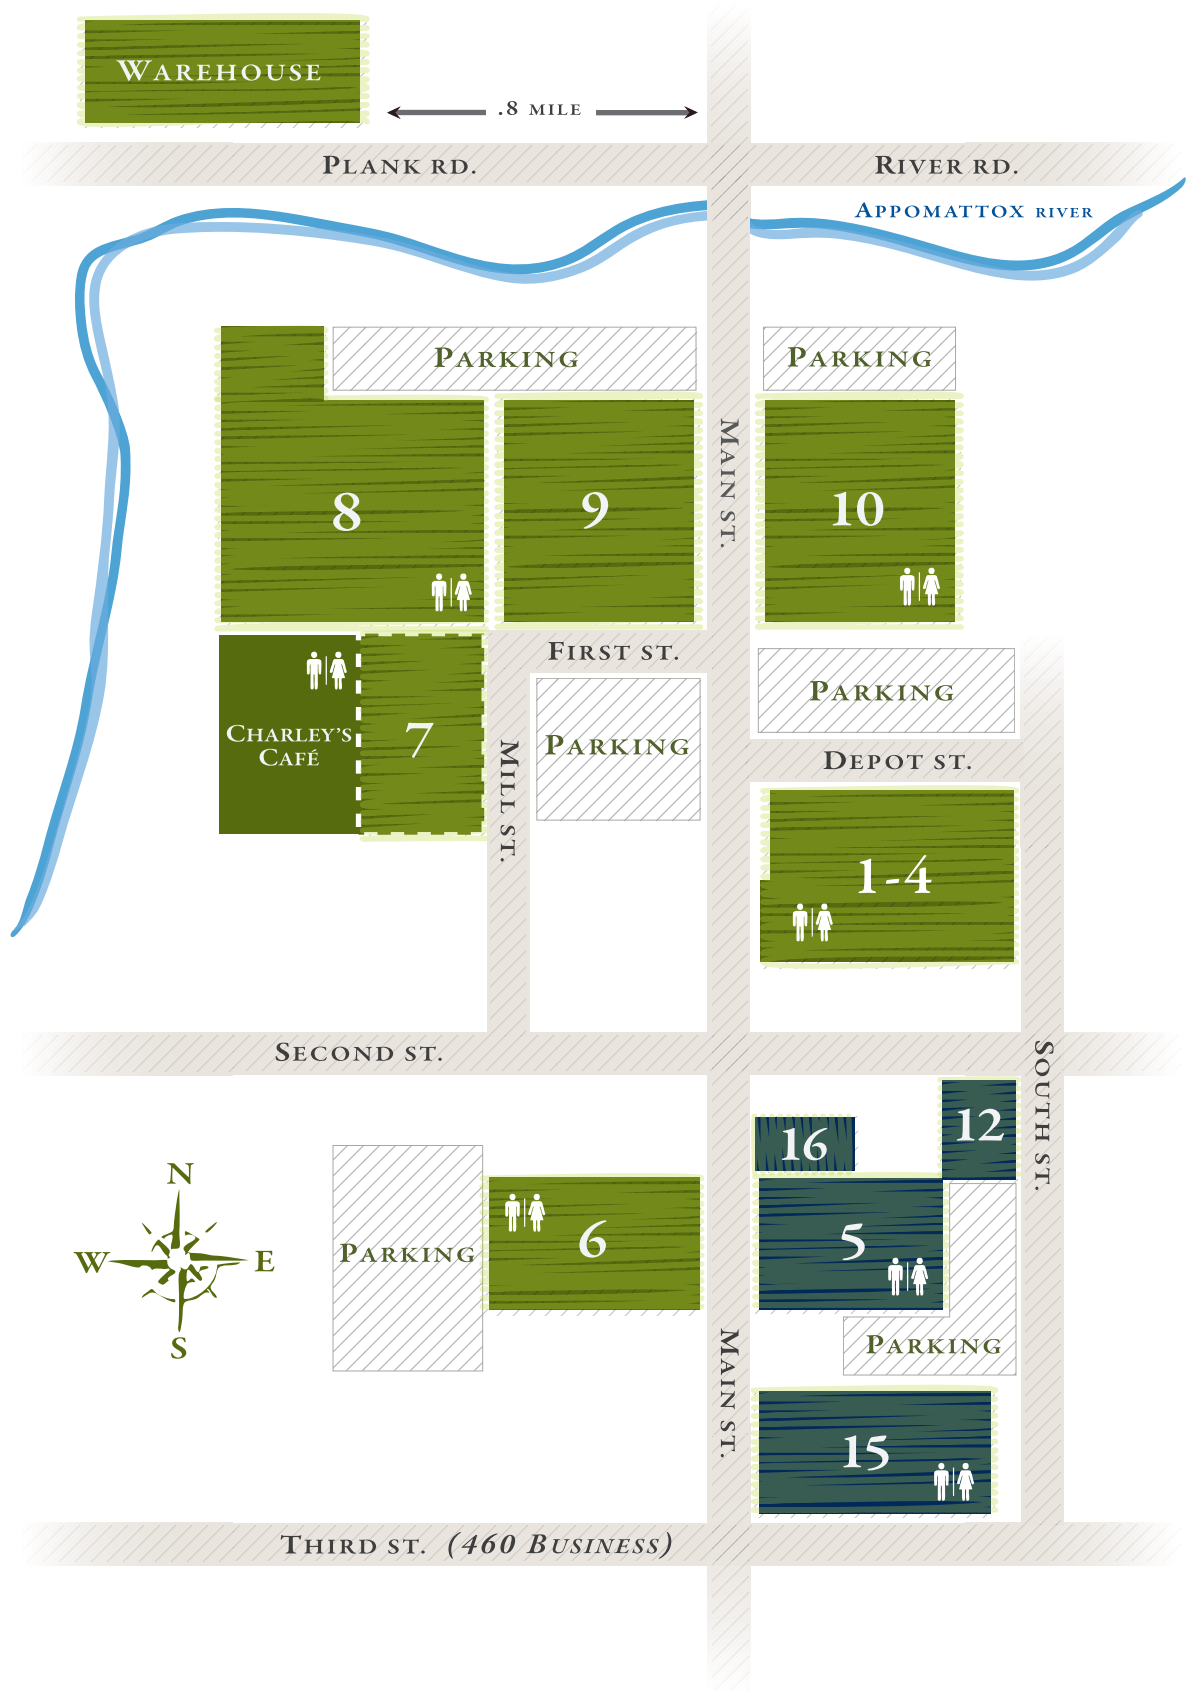 WAREHOUSE
.8 MILE
PLANK RD.
RIVER RD.
APPOMATTOX RIVER
PARKING
PARKING
MAIN ST.
8
9
10
FIRST ST.
PARKING
CHARLEY'S
CAFÉ
7
PARKING
MILL ST.
DEPOT ST.
1-4
SECOND ST.
SOUTH ST.
12
16
N
W
E
S
PARKING
6
5
PARKING
MAIN ST.
15
THIRD ST. (460 BUSINESS)